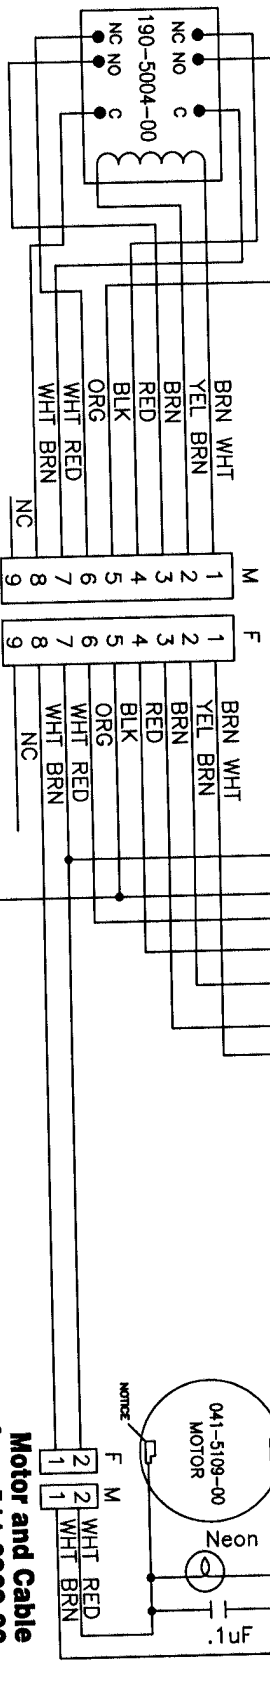 NC NO C
190-5004-00
NC NO C
BRN WHT
YEL BRN
BRN
RED
BLK
ORG
WHT RED
WHT BRN
NC
M
1 2 3 4 5 6 7 8 9
F
1 2 3 4 5 6 7 8 9
BRN WHT
YEL BRN
BRN
RED
BLK
ORG
WHT RED
WHT BRN
NC
041-5109-00
MOTOR
NOTICE
Neon
.1uF
F
2
1
M
2
1
WHT RED
WHT BRN
Motor and Cable